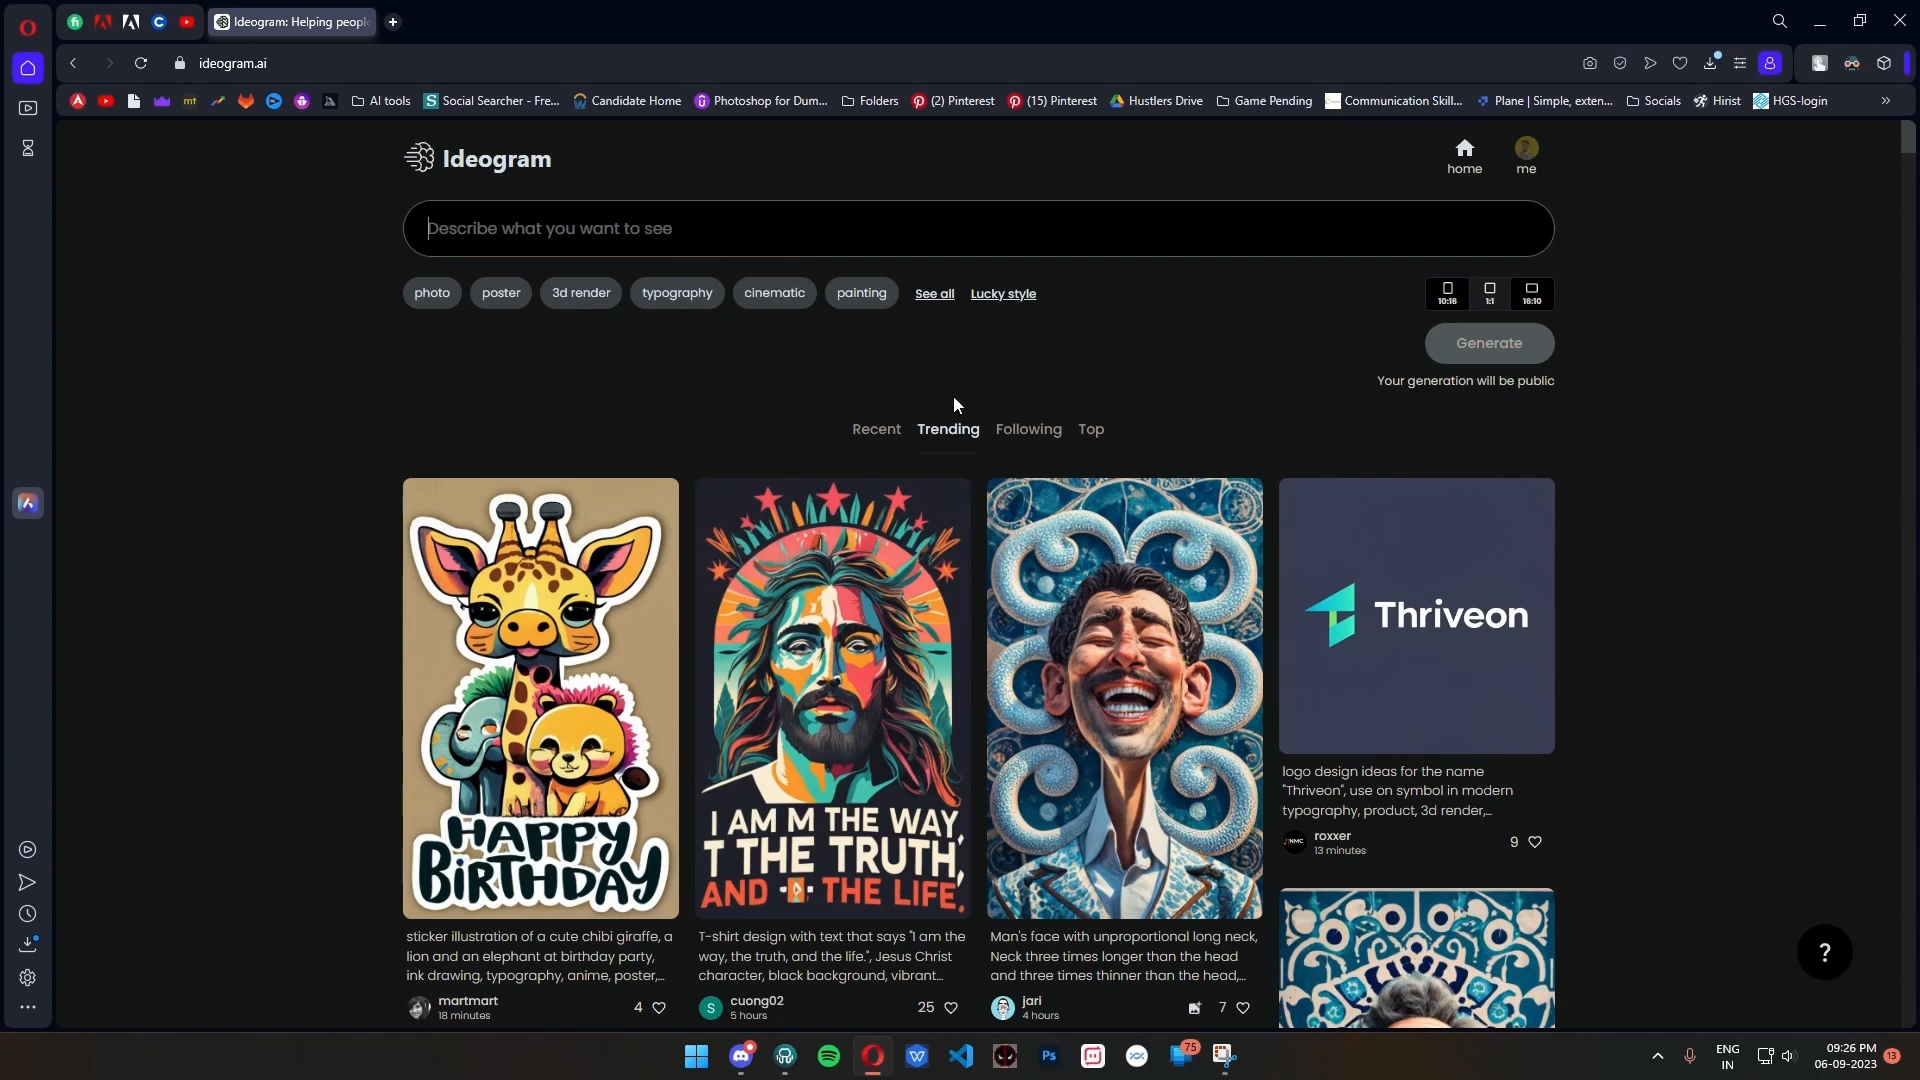 Ideogram: Helping people
ideogram.ai
AI tools
Social Searcher - Fre...
Candidate Home
Photoshop for Dum...
Folders
(2) Pinterest
(15) Pinterest
Hustlers Drive
Game Pending
Communication Skill...
Plane | Simple, exten...
Socials
Hirist
HGS-login
Ideogram
home
me
Describe what you want to see
photo
poster
3d render
typography
cinematic
painting
See all
Lucky style
10:16
1:1
16:10
Generate
Your generation will be public
Recent
Trending
Following
Top
HAPPY
BIRTHDAY
sticker illustration of a cute chibi giraffe, a
lion and an elephant at birthday party,
ink drawing, typography, anime, poster,...
martmart
18 minutes
4
I AM M THE WAY,
T THE TRUTH,
AND THE LIFE,
T-shirt design with text that says "I am the
way, the truth, and the life.", Jesus Christ
character, black background, vibrant...
S
cuong02
5 hours
25
Man's face with unproportional long neck,
Neck three times longer than the head
and three times thinner than the head,...
jari
4 hours
7
Thriveon
logo design ideas for the name
"Thriveon", use on symbol in modern
typography, product, 3d render,...
NMC
roxxer
13 minutes
9
?
Ps
75
ENG
IN
09:26 PM
06-09-2023
13